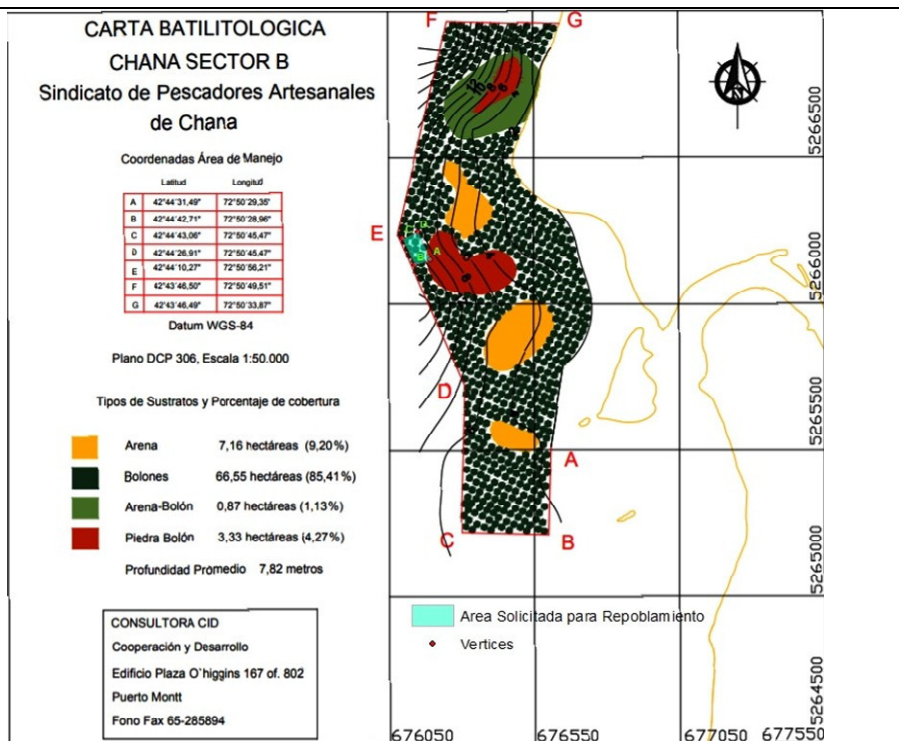 CARTA BATILITOLOGICA
CHANA SECTOR B
Sindicato de Pescadores Artesanales
de Chana
Coordenadas Área de Manejo
Latitud Longitud
A 42°44'31,49" 72°50'29,35"
B 42°44'42,71" 72°50'28,96"
C 42°44'43,06" 72°50'45,47"
D 42°44'26,91" 72°50'45,47"
E 42°44'10,27" 72°50'56,21"
F 42°43'46,50" 72°50'49,51"
G 42°43'46,49" 72°50'33,87"
Datum WGS-84
Plano DCP 306, Escala 1:50.000
Tipos de Sustratos y Porcentaje de cobertura
Arena 7,16 hectáreas (9,20%)
Bolones 66,55 hectáreas (85,41%)
Arena-Bolón 0,87 hectáreas (1,13%)
Piedra Bolón 3,33 hectáreas (4,27%)
Profundidad Promedio 7,82 metros
CONSULTORA CID
Cooperación y Desarrollo
Edificio Plaza O'higgins 167 of. 802
Puerto Montt
Fono Fax 65-285894
F G
N
E
A
D
A
C B
Area Solicitada para Repoblamiento
Vertices
5266500
5266000
5265500
5265000
5264500
676050 676550 677050 677550